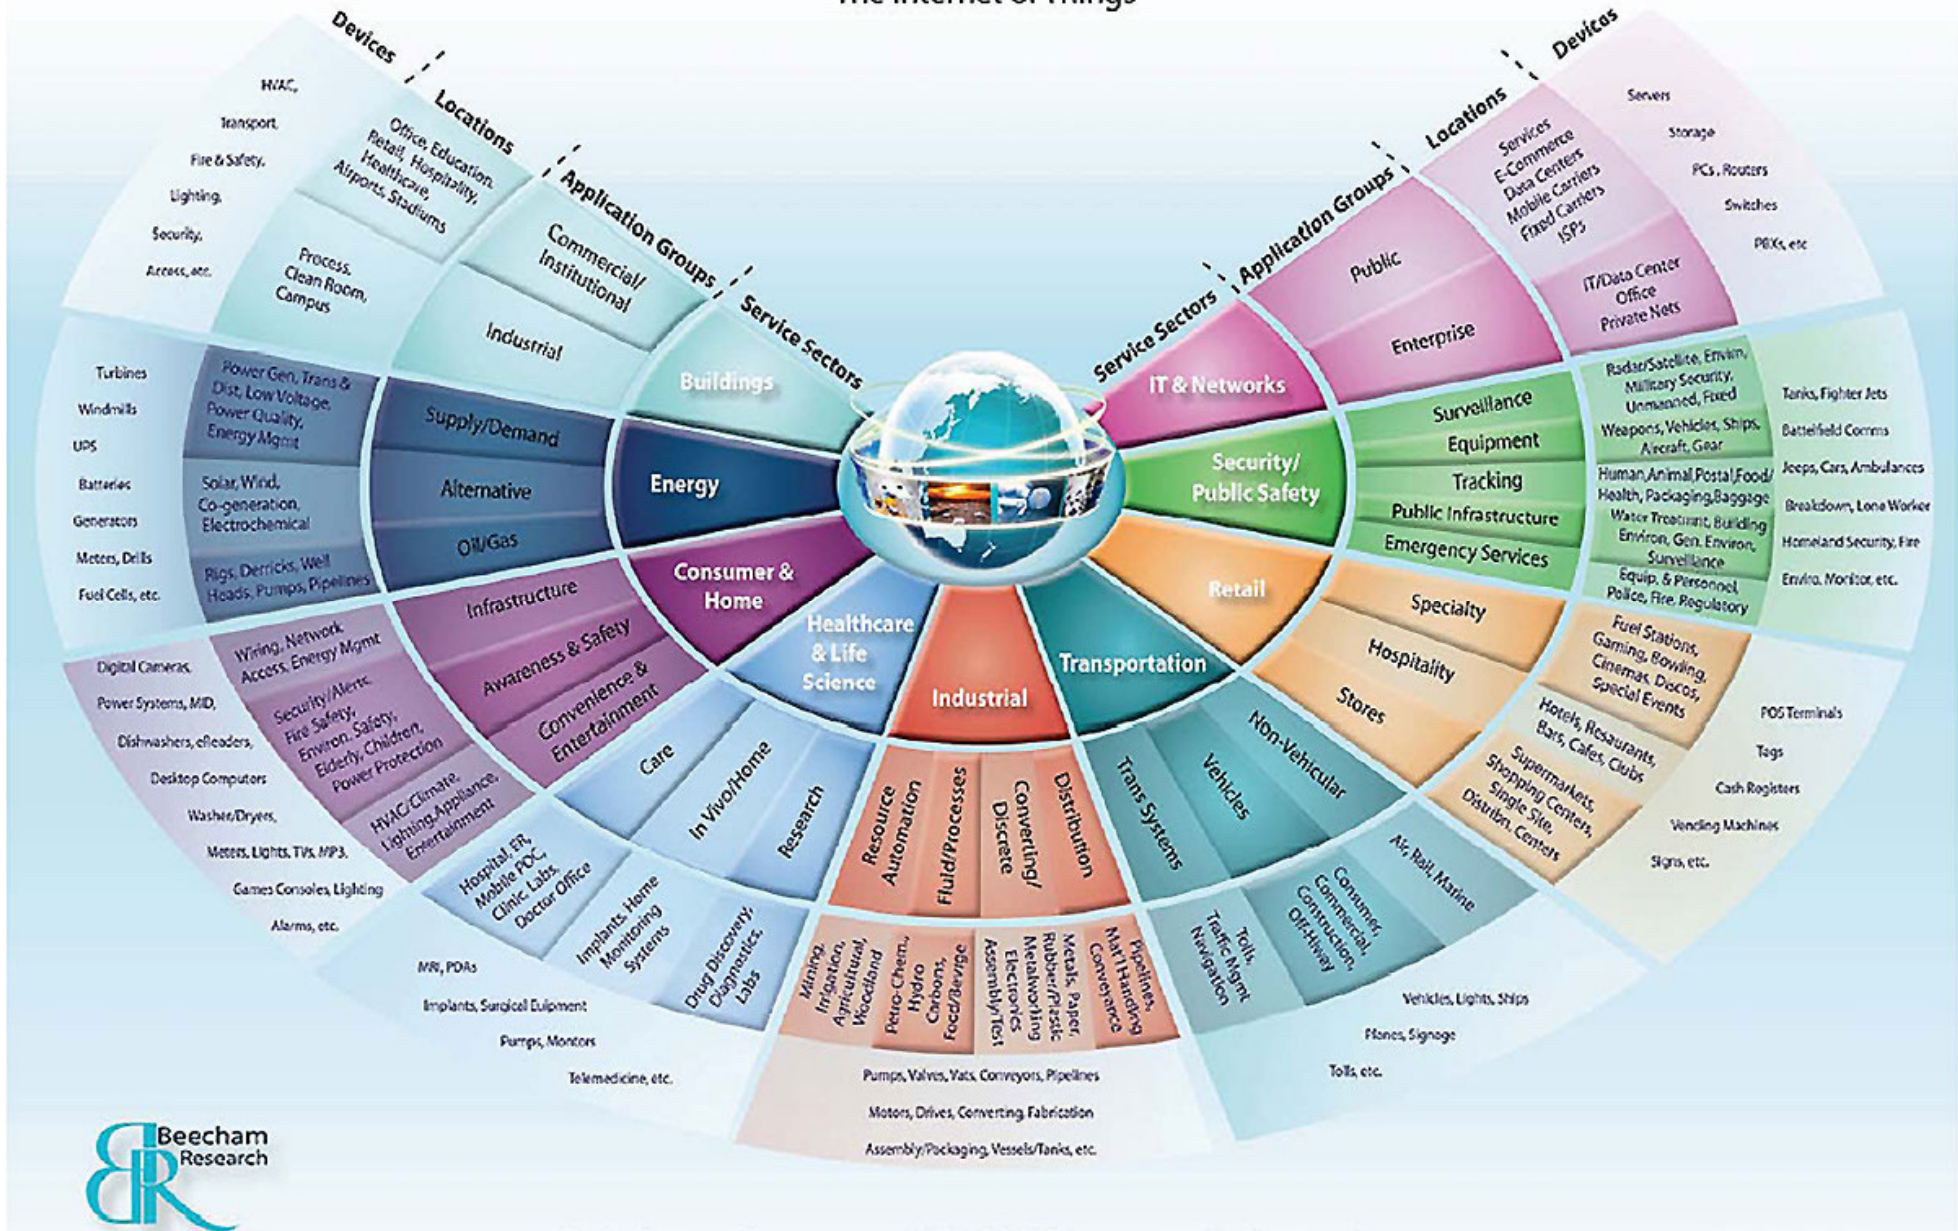 The Internet of Things
Devices
Locations
Application Groups
Service Sectors
HVAC,
Transport,
Fire & Safety,
Lighting,
Security,
Access, etc.
Office, Education,
Retail, Hospitality,
Healthcare,
Airports, Stadiums
Process,
Clean Room,
Campus
Commercial/
Institutional
Industrial
Buildings
Turbines
Windmills
UPS
Batteries
Generators
Meters, Drills
Fuel Cells, etc.
Power Gen, Trans &
Dist, Low Voltage,
Power Quality,
Energy Mgmt
Solar, Wind,
Co-generation,
Electrochemical
Rigs, Derricks, Well
Heads, Pumps, Pipelines
Supply/Demand
Alternative
Oil/Gas
Energy
Digital Cameras,
Power Systems, MID,
Dishwashers, eReaders,
Desktop Computers
Washer/Dryers,
Meters, Lights, TVs, MP3,
Games Consoles, Lighting
Alarms, etc.
Wiring, Network
Access, Energy Mgmt
Security/Alerts,
Fire Safety,
Environ. Safety,
Elderly, Children,
Power Protection
HVAC/Climate,
Lighting, Appliance,
Entertainment
Infrastructure
Awareness & Safety
Convenience &
Entertainment
Consumer &
Home
MRI, PDAs
Implants, Surgical Euipment
Pumps, Montors
Telemedicine, etc.
Hospital, ER,
Mobile POC,
Clinic, Labs,
Doctor Office
Implants, Home
Monitoring
Systems
Drug Discovery,
Diagnostics,
Labs
Care
In Vivo/Home
Research
Healthcare
& Life
Science
Industrial
Resource
Automation
Fluid/Processes
Converting/
Discrete
Distribution
Mining,
Irrigation,
Agricultural,
Woodland
Petro-Chem.,
Hydro
Carbons,
Food/Bevrige
Metals, Paper,
Rubber/Plastic
Metalworking
Electronics
Assembly/Test
Pipelines,
Mat'l Handling
Conveyance
Pumps, Valves, Vats, Conveyors, Pipelines
Motors, Drives, Converting, Fabrication
Assembly/Packaging, Vessels/Tanks, etc.
Transportation
Trans Systems
Vehicles
Non-Vehicular
Tolls,
Traffic Mgmt
Navigation
Consumer,
Commercial,
Construction,
Off-Hiway
Air, Rail, Marine
Vehicles, Lights, Ships
Planes, Signage
Tolls, etc.
Retail
Specialty
Hospitality
Stores
Fuel Stations,
Gaming, Bowling,
Cinemas, Discos,
Special Events
Hotels, Resaurants,
Bars, Cafes, Clubs
Supermarkets,
Shopping Centers,
Single Site,
Distribn. Centers
POS Terminals
Tags
Cash Registers
Vending Machines
Signs, etc.
Security/
Public Safety
Surveillance
Equipment
Tracking
Public Infrastructure
Emergency Services
Radar/Satellite, Envirn,
Military Security,
Unmanned, Fixed
Weapons, Vehicles, Ships,
Aircraft, Gear
Human, Animal, Postal, Food/
Health, Packaging, Baggage
Water Treatmnt, Building
Environ, Gen. Environ,
Surveillance
Equip. & Personnel,
Police, Fire, Regulatory
Tanks, Fighter Jets
Battelfield Comms
Jeeps, Cars, Ambulances
Breakdown, Lone Worker
Homeland Security, Fire
Enviro. Monitor, etc.
IT & Networks
Public
Enterprise
Services
E-Commerce
Data Centers
Mobile Carriers
Fixed Carriers
ISPs
IT/Data Center
Office
Private Nets
Servers
Storage
PCs, Routers
Switches
PBXs, etc
Service Sectors
Application Groups
Locations
Devices
Beecham
Research
BR